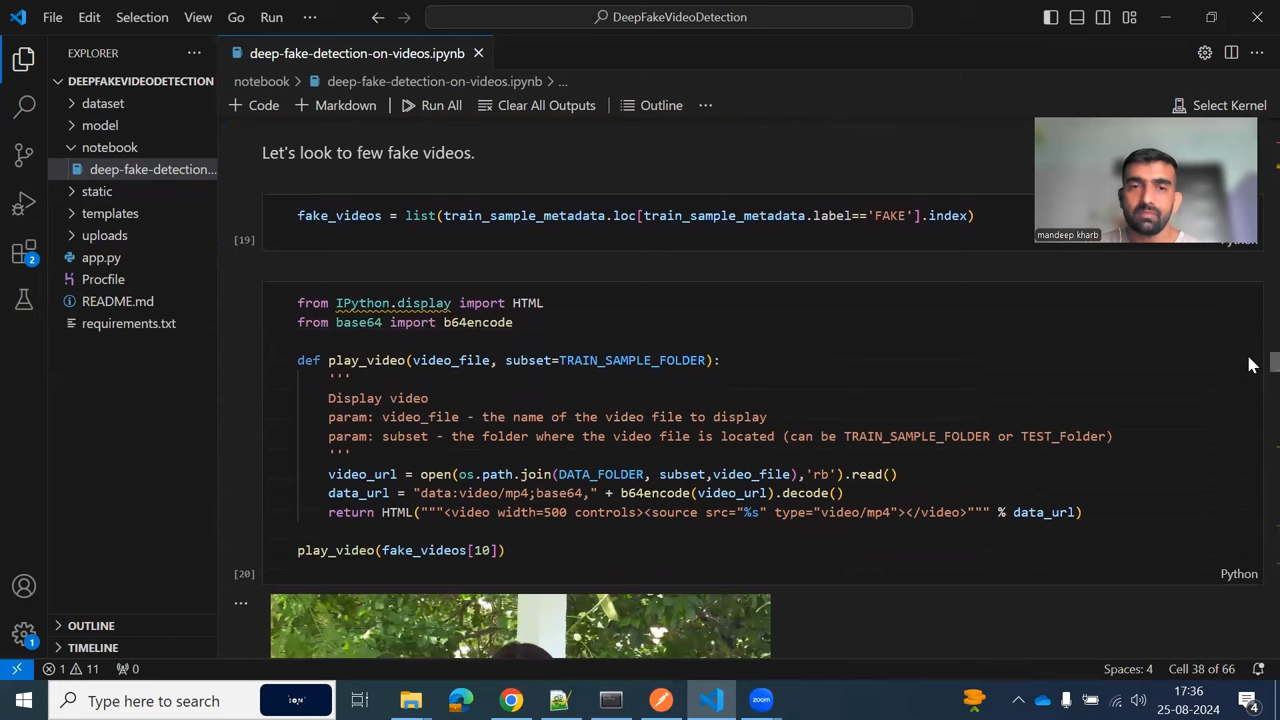 File Edit Selection View Go Run ···
DeepFakeVideoDetection
EXPLORER ···
DEEPFAKEVIDEODETECTION
dataset
model
notebook
deep-fake-detection...
static
templates
uploads
app.py
Procfile
README.md
requirements.txt
2
1
OUTLINE
TIMELINE
deep-fake-detection-on-videos.ipynb
notebook > deep-fake-detection-on-videos.ipynb > ...
+ Code + Markdown Run All Clear All Outputs Outline ··· Select Kernel
Let's look to few fake videos.
mandeep kharb
fake_videos = list(train_sample_metadata.loc[train_sample_metadata.label=='FAKE'].index)
[19]
from IPython.display import HTML
from base64 import b64encode
def play_video(video_file, subset=TRAIN_SAMPLE_FOLDER):
'''
Display video
param: video_file - the name of the video file to display
param: subset - the folder where the video file is located (can be TRAIN_SAMPLE_FOLDER or TEST_Folder)
'''
video_url = open(os.path.join(DATA_FOLDER, subset,video_file),'rb').read()
data_url = "data:video/mp4;base64," + b64encode(video_url).decode()
return HTML("""<video width=500 controls><source src="%s" type="video/mp4"></video>""" % data_url)
play_video(fake_videos[10])
[20] Python
···
1 11 0 Spaces: 4 Cell 38 of 66
Type here to search
17:36
25-08-2024
4